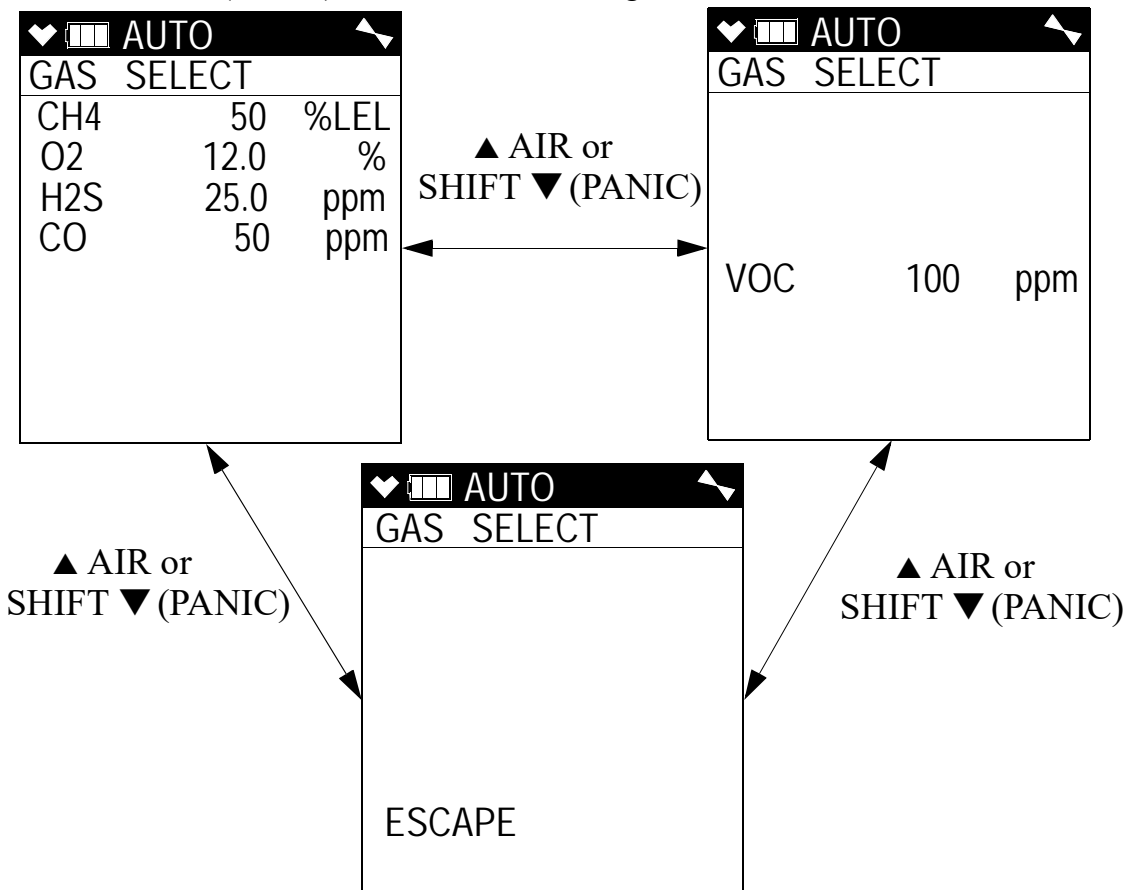 AUTO
GAS SELECT
CH4 50 %LEL
O2 12.0 %
H2S 25.0 ppm
CO 50 ppm
▲ AIR or
SHIFT ▼ (PANIC)
AUTO
GAS SELECT
VOC 100 ppm
▲ AIR or
SHIFT ▼ (PANIC)
AUTO
GAS SELECT
ESCAPE
▲ AIR or
SHIFT ▼ (PANIC)